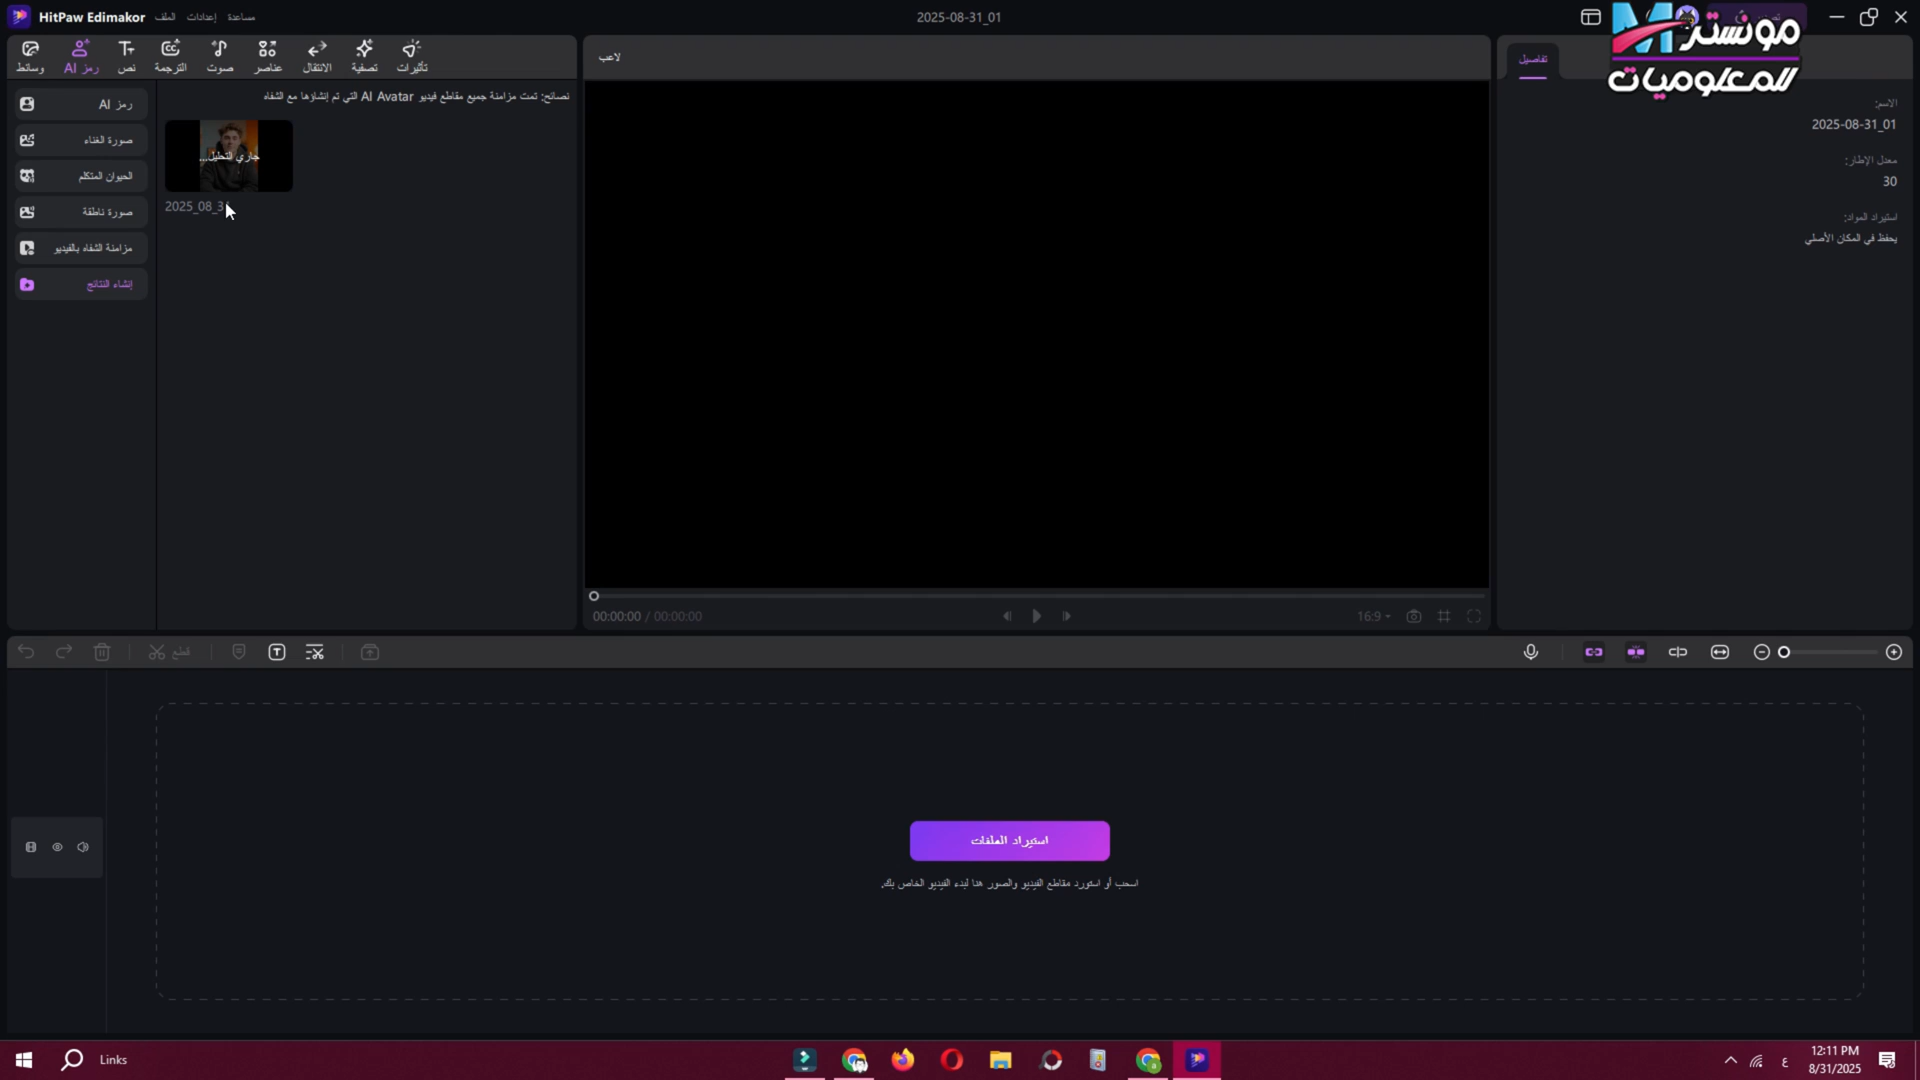 HitPaw Edimakor
الملف
إعدادات
مساعدة
2025-08-31_01
مونستر
للمعلوميات
وسائط
رمز AI
نص
الترجمة
صوت
عناصر
الانتقال
تصفية
تأثيرات
لاعب
تفاصيل
رمز AI
صورة الغناء
الحيوان المتكلم
صورة ناطقة
مزامنة الشفاه بالفيديو
إنشاء النتائج
نصائح: تمت مزامنة جميع مقاطع فيديو AI Avatar التي تم إنشاؤها مع الشفاه
جاري التحليل...
2025_08_3
الاسم:
2025-08-31_01
معدل الإطار:
30
استيراد المواد:
يحفظ في المكان الأصلي
00:00:00 / 00:00:00
16:9
قطع
استيراد الملفات
اسحب أو استورد مقاطع الفيديو والصور هنا لبدء الفيديو الخاص بك.
Links
ع
12:11 PM
8/31/2025